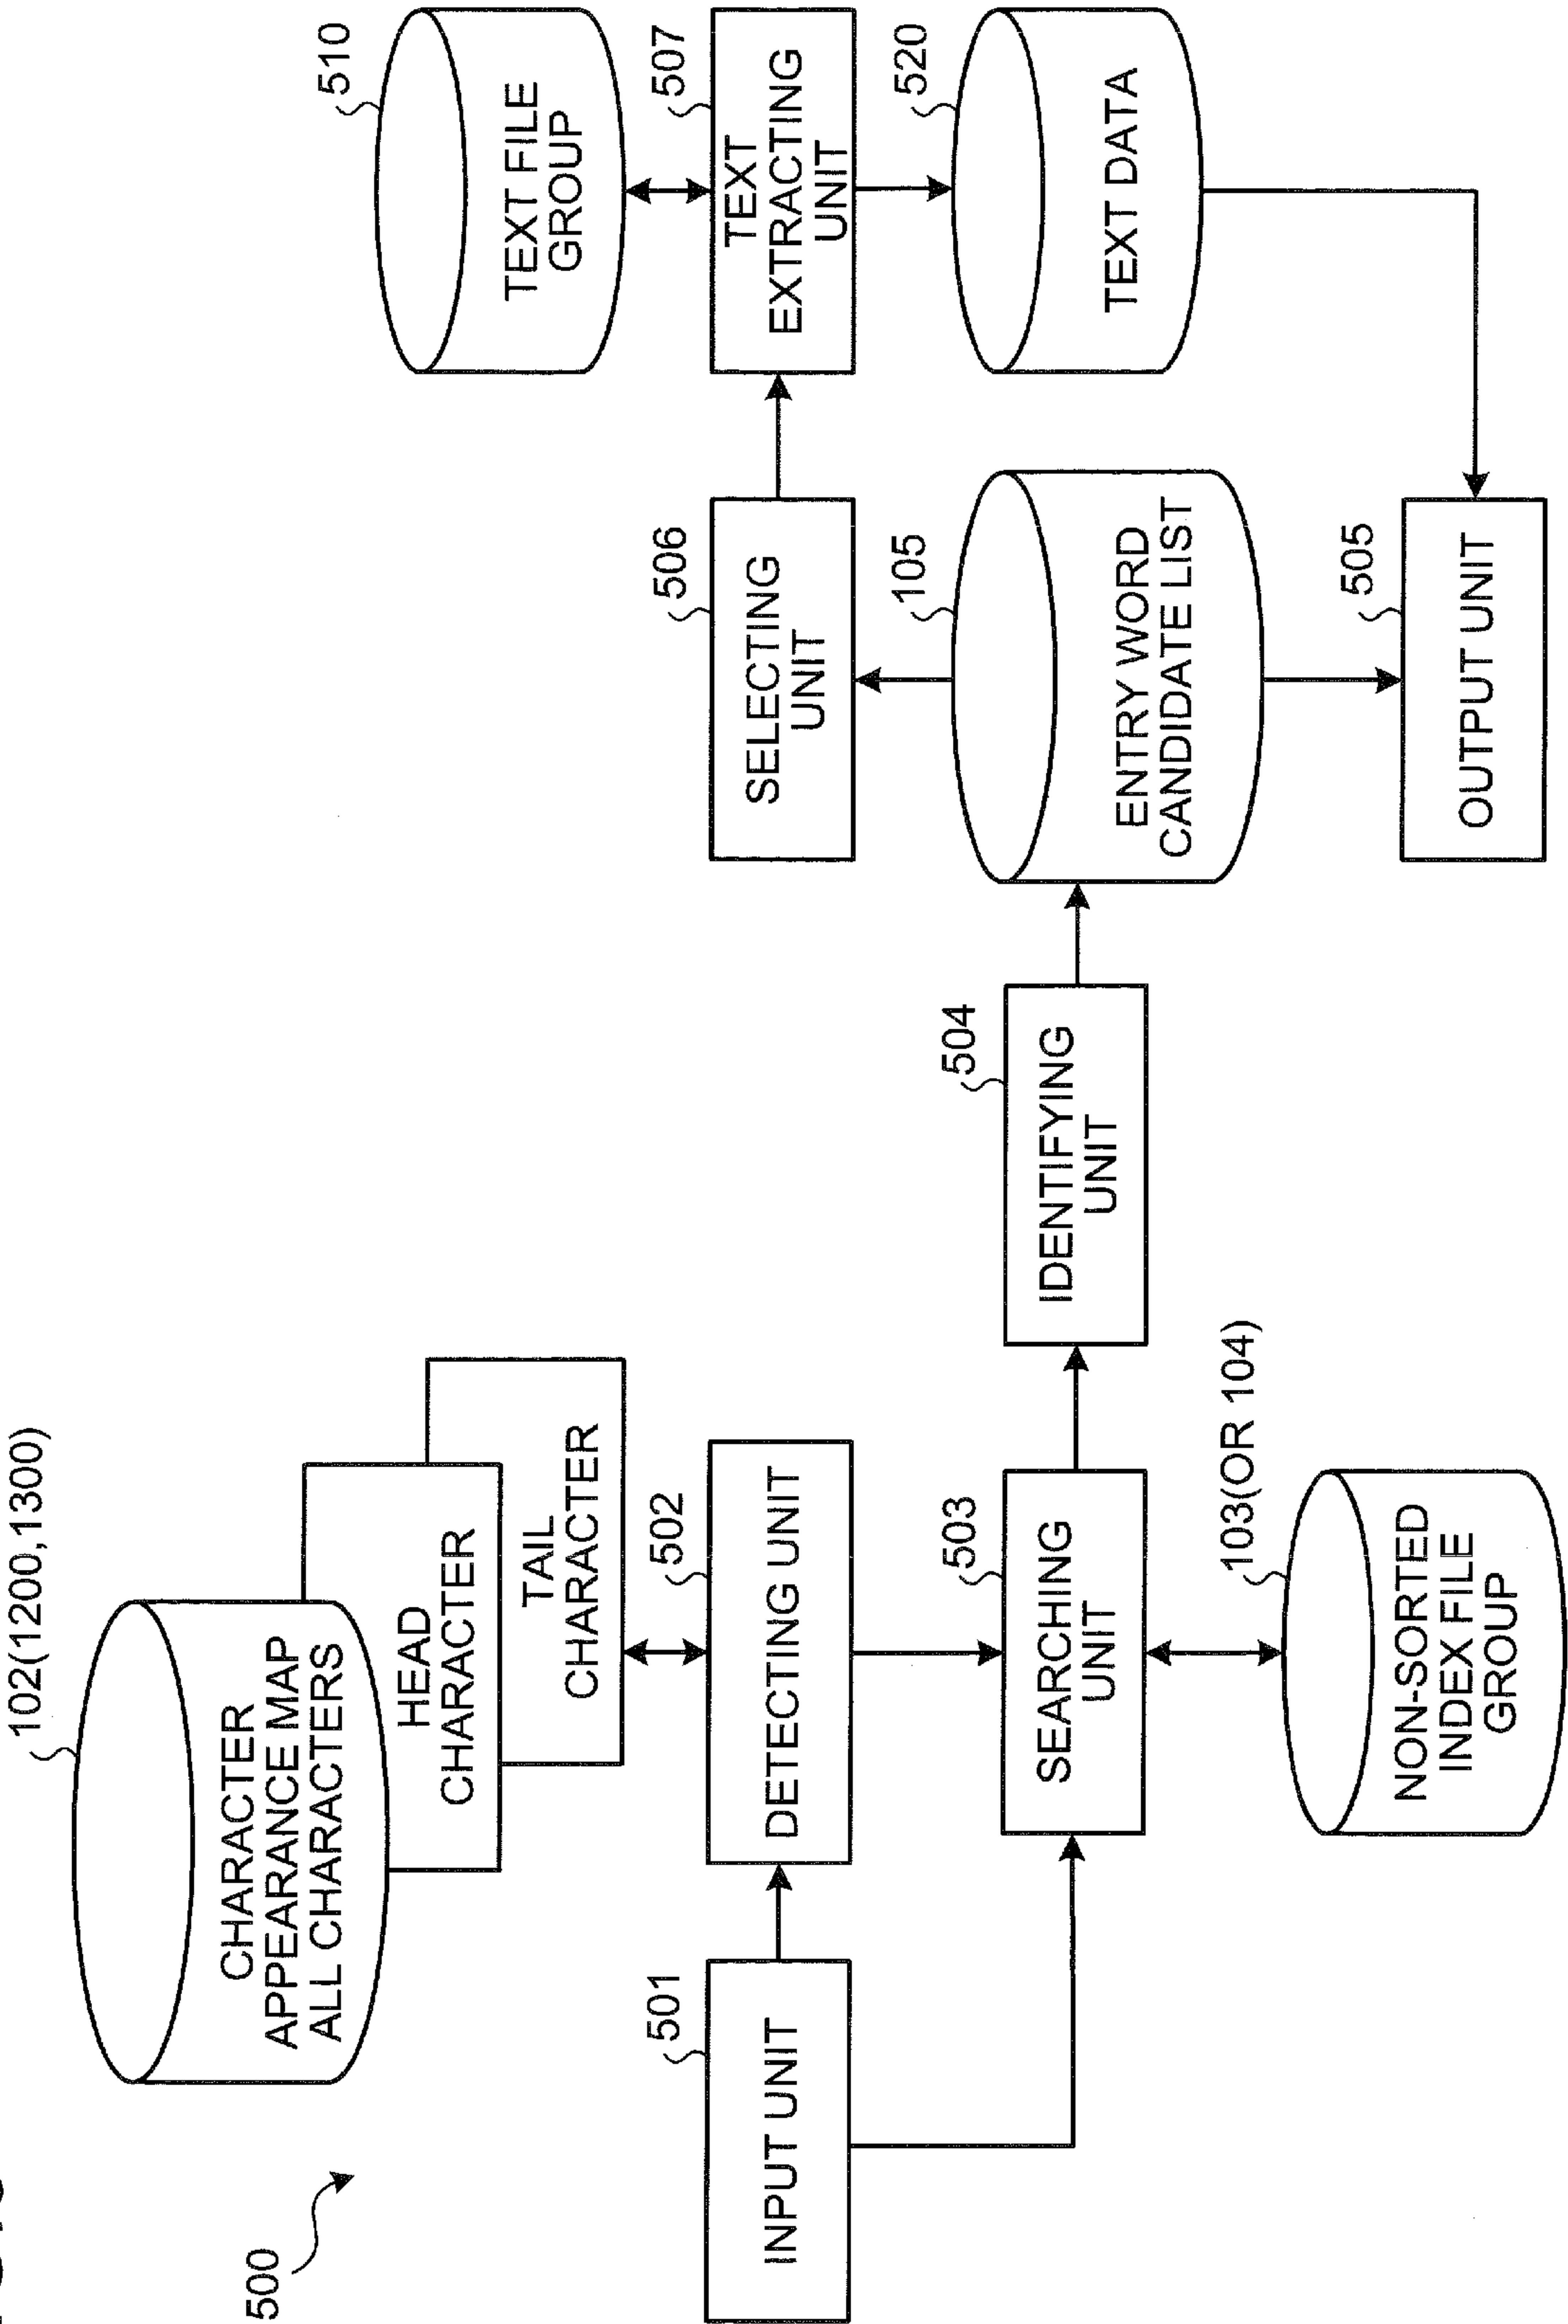 500
102(1200,1300)
CHARACTER
APPEARANCE MAP
ALL CHARACTERS
HEAD
CHARACTER
TAIL
CHARACTER
501
INPUT UNIT
502
DETECTING UNIT
503
SEARCHING
UNIT
103(OR 104)
NON-SORTED
INDEX FILE
GROUP
504
IDENTIFYING
UNIT
506
SELECTING
UNIT
105
ENTRY WORD
CANDIDATE LIST
505
OUTPUT UNIT
510
TEXT FILE
GROUP
507
TEXT
EXTRACTING
UNIT
520
TEXT DATA